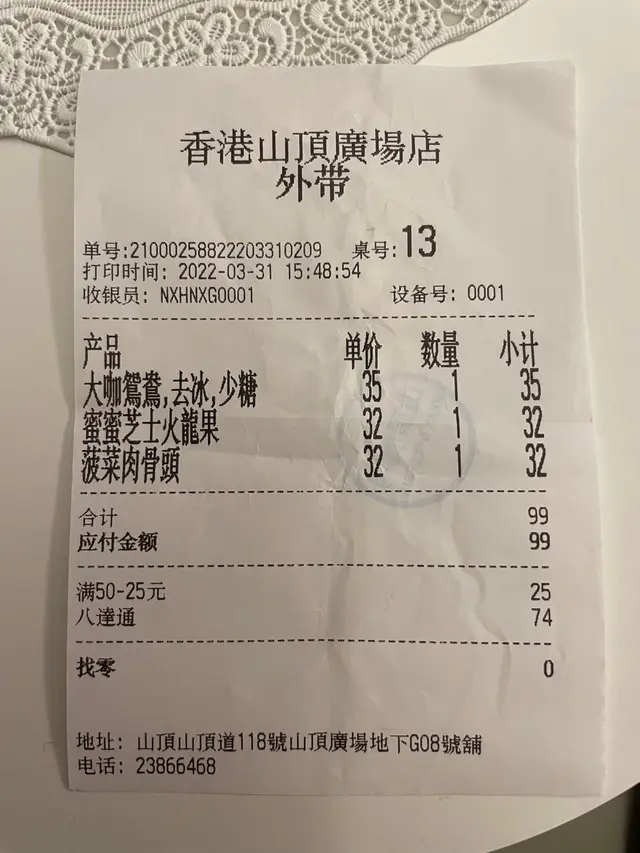 香港山頂廣場店
外带
单号:21000258822203310209 桌号:13
打印时间: 2022-03-31 15:48:54
收银员: NXHNXG0001 设备号: 0001
产品 单价 数量 小计
大咖鴛鴦,去冰,少糖 35 1 35
蜜蜜芝士火龍果 32 1 32
菠菜肉骨頭 32 1 32
合计 99
应付金额 99
满50-25元 25
八達通 74
找零 0
地址: 山頂山頂道118號山頂廣場地下G08號舖
电话: 23866468